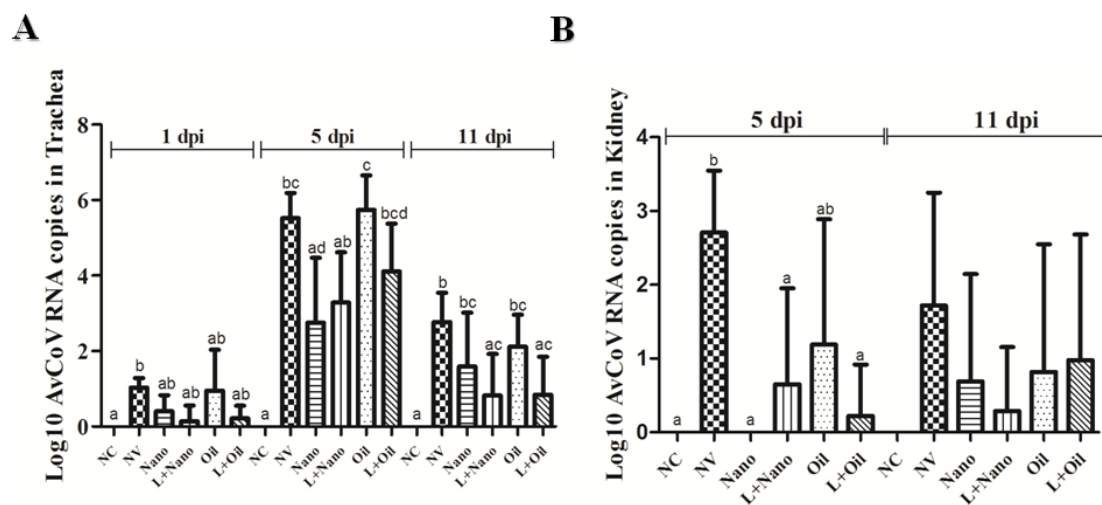 A
Log10 AvCoV RNA copies in Trachea
8
6
4
2
0
1 dpi
5 dpi
11 dpi
a
b
ab
ab
ab
ab
a
bc
ad
ab
c
bcd
a
b
bc
ac
bc
ac
NC
NV
Nano
L+Nano
Oil
L+Oil
NC
NV
Nano
L+Nano
Oil
L+Oil
NC
NV
Nano
L+Nano
Oil
L+Oil
B
Log10 AvCoV RNA copies in Kidney
4
3
2
1
0
5 dpi
11 dpi
a
b
a
a
ab
a
NC
NV
Nano
L+Nano
Oil
L+Oil
NC
NV
Nano
L+Nano
Oil
L+Oil